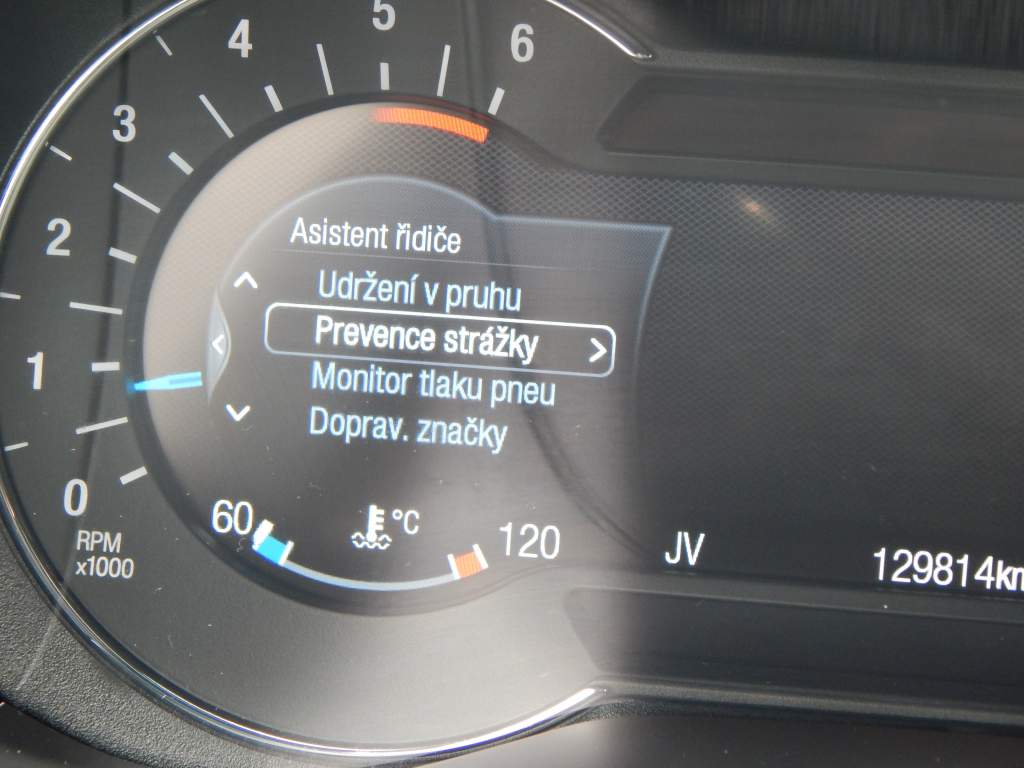 5
4
6
3
2
1
0
RPM
x1000
Asistent řidiče
Udržení v pruhu
Prevence strážky
Monitor tlaku pneu
Doprav. značky
60
°C
120
JV
129814km